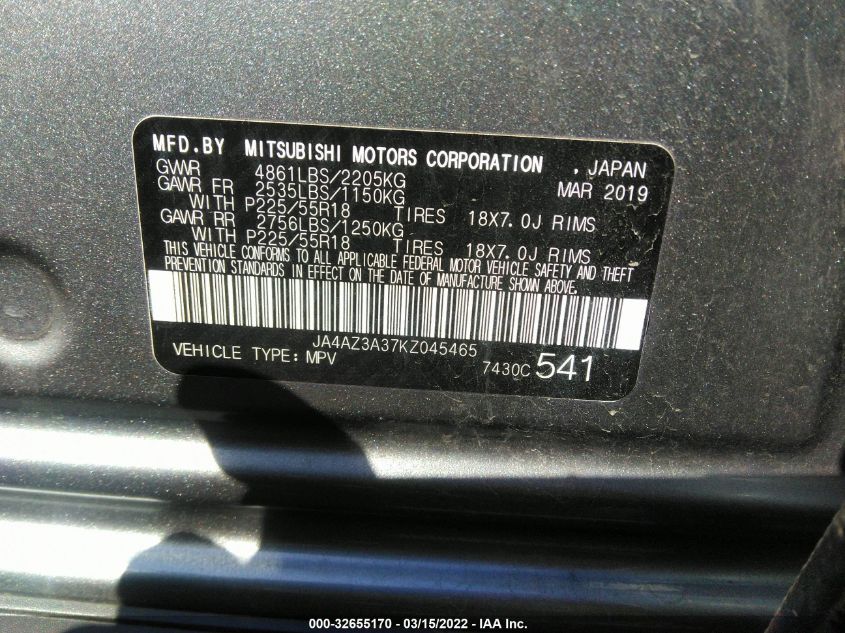 MFD.BY MITSUBISHI MOTORS CORPORATION . JAPAN
GVWR 4861LBS/2205KG MAR 2019
GAWR FR 2535LBS/1150KG
WITH P225/55R18 TIRES 18X7.0J RIMS
GAWR RR 2756LBS/1250KG
WITH P225/55R18 TIRES 18X7.0J RIMS
THIS VEHICLE CONFORMS TO ALL APPLICABLE FEDERAL MOTOR VEHICLE SAFETY AND THEFT
PREVENTION STANDARDS IN EFFECT ON THE DATE OF MANUFACTURE SHOWN ABOVE.
JA4AZ3A37KZ045465
VEHICLE TYPE: MPV 7430C 541
000-32655170 - 03/15/2022 - IAA Inc.